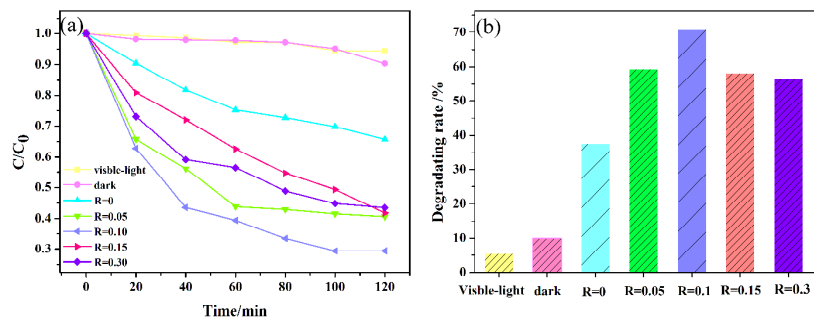 (a)
C/C0
1.0
0.9
0.8
0.7
0.6
0.5
0.4
0.3
visble-light
dark
R=0
R=0.05
R=0.10
R=0.15
R=0.30
0 20 40 60 80 100 120
Time/min
(b)
Degradating rate /%
70
60
50
40
30
20
10
0
Visble-light dark R=0 R=0.05 R=0.1 R=0.15 R=0.3